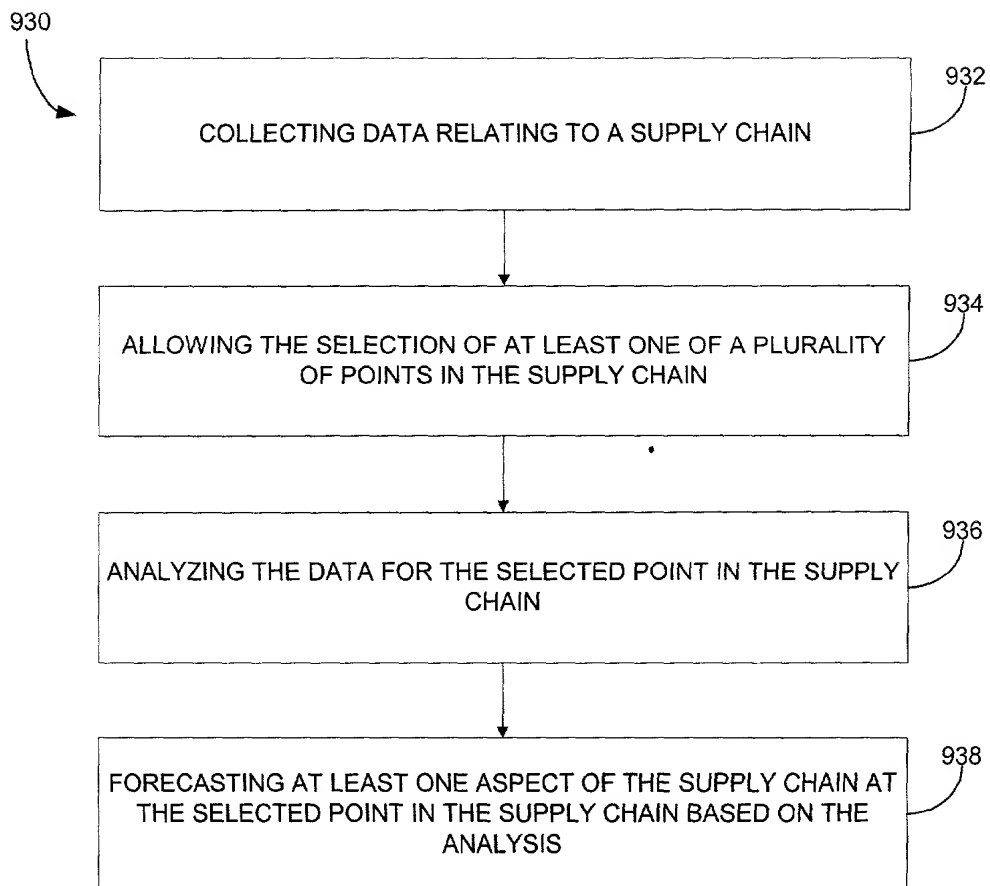 930
932
COLLECTING DATA RELATING TO A SUPPLY CHAIN
934
ALLOWING THE SELECTION OF AT LEAST ONE OF A PLURALITY
OF POINTS IN THE SUPPLY CHAIN
936
ANALYZING THE DATA FOR THE SELECTED POINT IN THE SUPPLY
CHAIN
938
FORECASTING AT LEAST ONE ASPECT OF THE SUPPLY CHAIN AT
THE SELECTED POINT IN THE SUPPLY CHAIN BASED ON THE
ANALYSIS